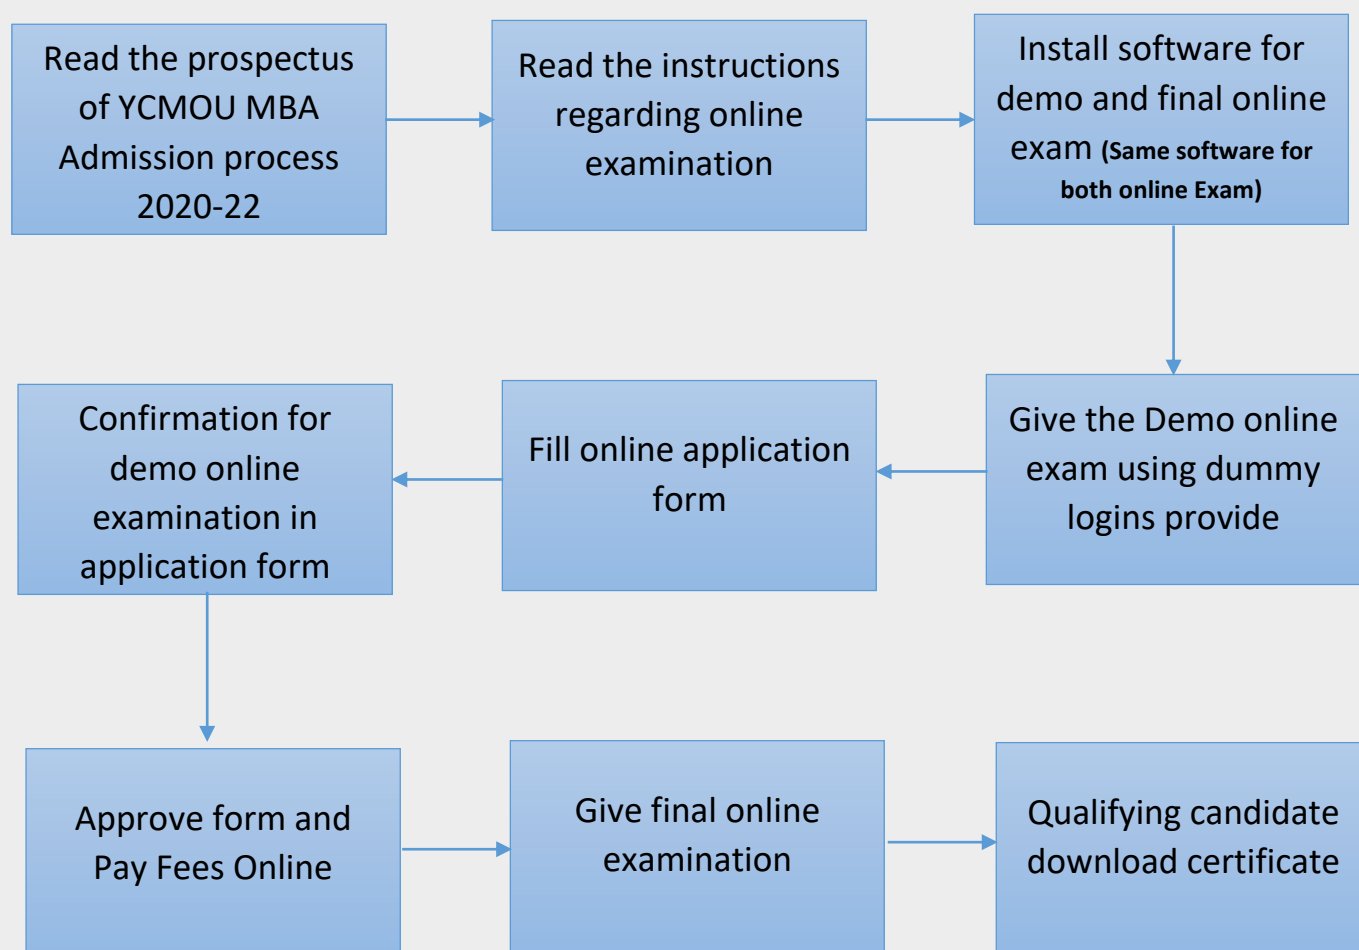 Read the prospectus
of YCMOU MBA
Admission process
2020-22
Read the instructions
regarding online
examination
Install software for
demo and final online
exam (Same software for
both online Exam)
Give the Demo online
exam using dummy
logins provide
Fill online application
form
Confirmation for
demo online
examination in
application form
Approve form and
Pay Fees Online
Give final online
examination
Qualifying candidate
download certificate